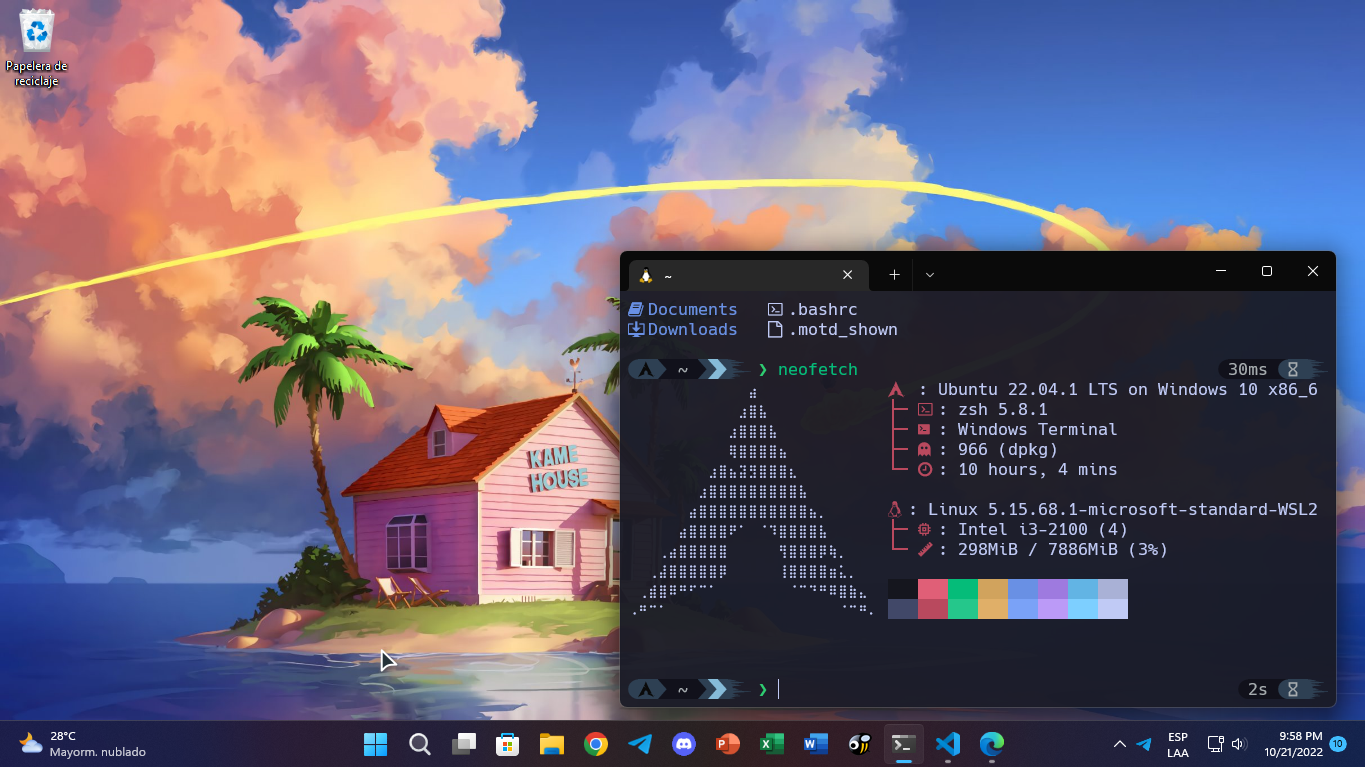 Papelera de
reciclaje
KAME
HOUSE
~
Documents .bashrc
Downloads .motd_shown
~ ❯ neofetch 30ms
: Ubuntu 22.04.1 LTS on Windows 10 x86_6
: zsh 5.8.1
: Windows Terminal
: 966 (dpkg)
: 10 hours, 4 mins
: Linux 5.15.68.1-microsoft-standard-WSL2
: Intel i3-2100 (4)
: 298MiB / 7886MiB (3%)
~ ❯ 2s
28°C
Mayorm. nublado
ESP
LAA
9:58 PM
10/21/2022
10